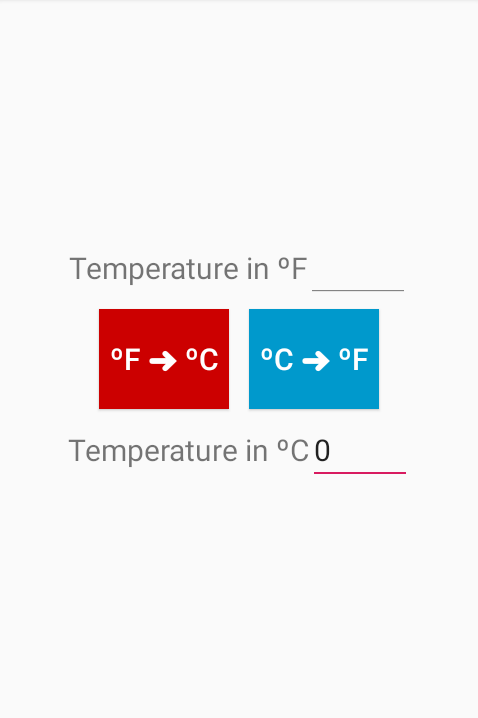 Temperature in ºF
ºF ➜ ºC ºC ➜ ºF
Temperature in ºC 0